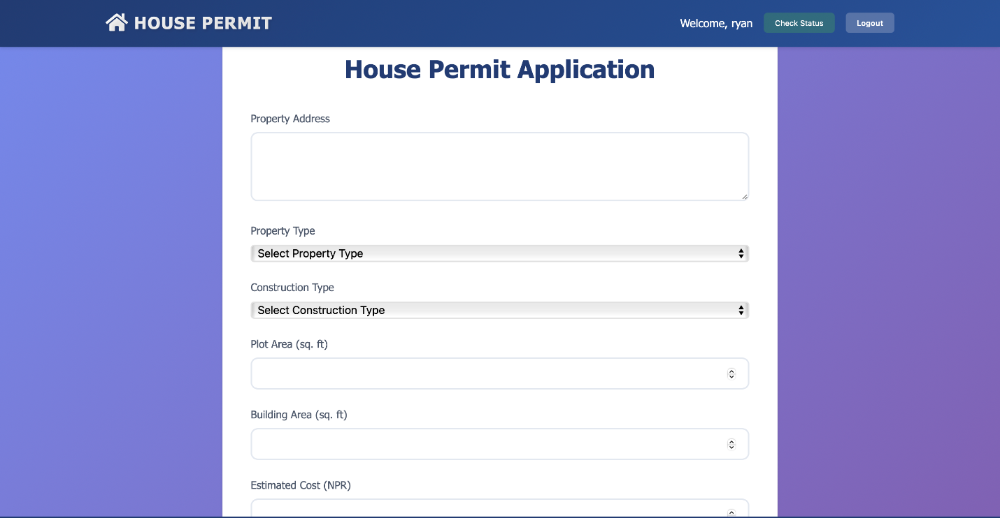 HOUSE PERMIT
Welcome, ryan
Check Status
Logout
House Permit Application
Property Address
Property Type
Select Property Type
Construction Type
Select Construction Type
Plot Area (sq. ft)
Building Area (sq. ft)
Estimated Cost (NPR)